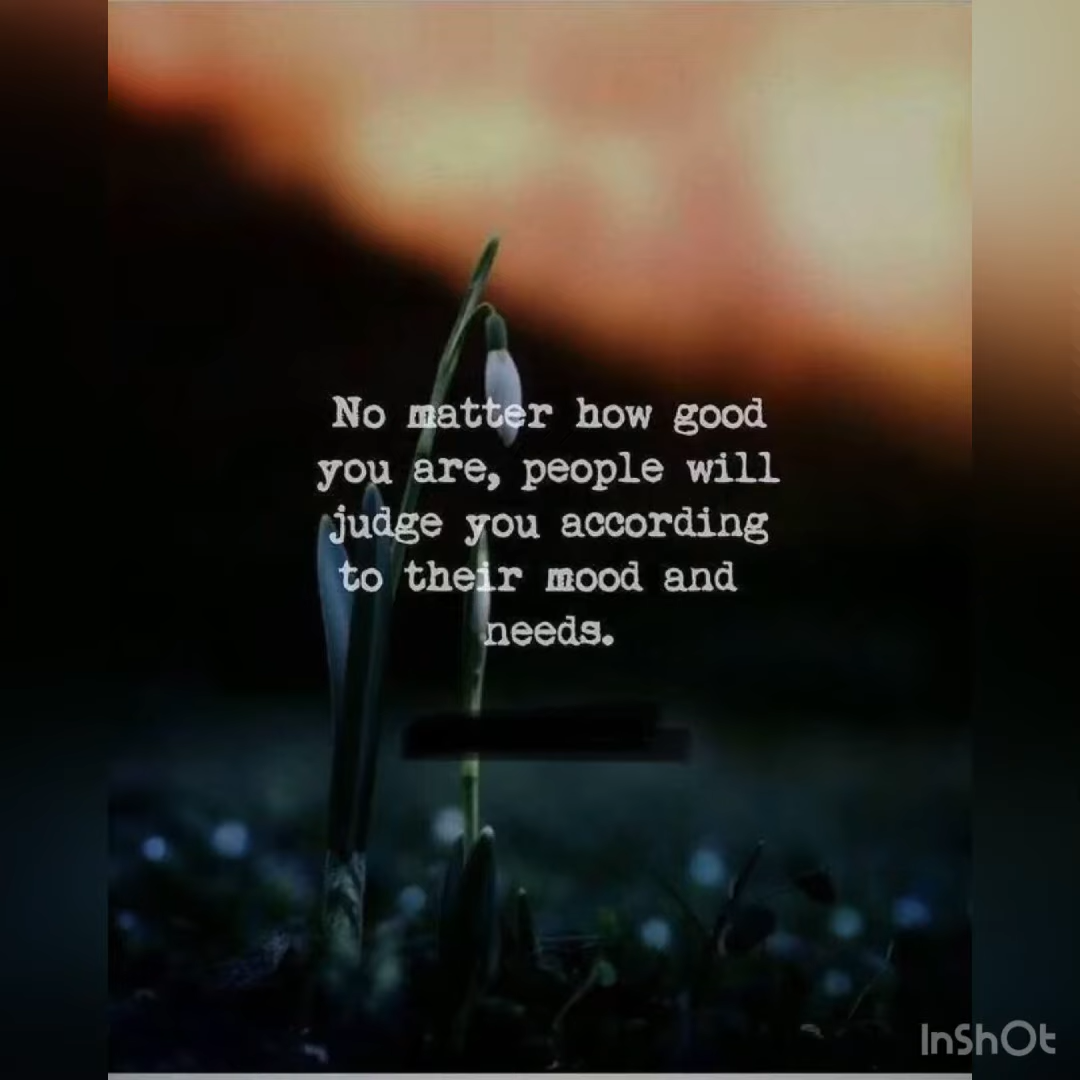 No matter how good
you are, people will
judge you according
to their mood and
needs.
InShOt